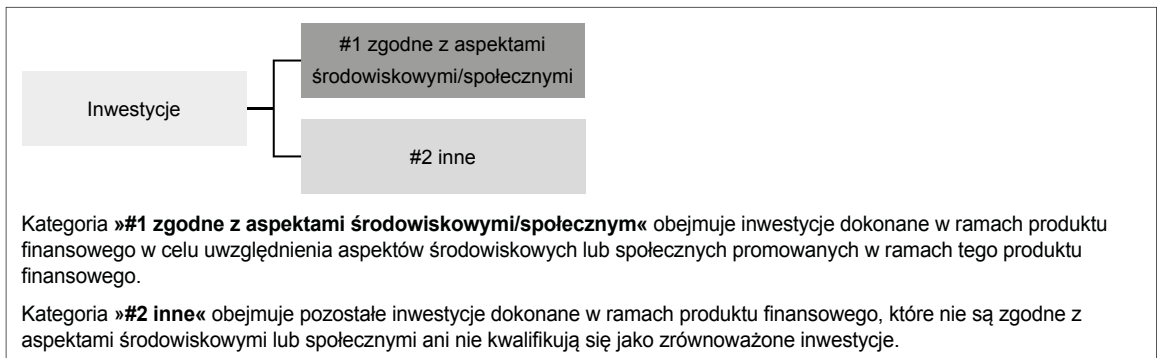 #1 zgodne z aspektami
środowiskowymi/społecznymi
Inwestycje
#2 inne
Kategoria »#1 zgodne z aspektami środowiskowymi/społecznym« obejmuje inwestycje dokonane w ramach produktu
finansowego w celu uwzględnienia aspektów środowiskowych lub społecznych promowanych w ramach tego produktu
finansowego.
Kategoria »#2 inne« obejmuje pozostałe inwestycje dokonane w ramach produktu finansowego, które nie są zgodne z
aspektami środowiskowymi lub społecznymi ani nie kwalifikują się jako zrównoważone inwestycje.